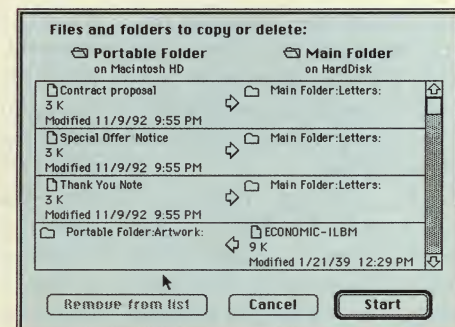 Files and folders to copy or delete:
Portable Folder
on Macintosh HD
Main Folder
on HardDisk
Contract proposal
3 K
Modified 11/9/92 9:55 PM
Main Folder:Letters:
Special Offer Notice
3 K
Modified 11/9/92 9:55 PM
Main Folder:Letters:
Thank You Note
3 K
Modified 11/9/92 9:55 PM
Main Folder:Letters:
Portable Folder:Artwork:
ECONOMIC-ILBM
9 K
Modified 1/21/39 12:29 PM
Remove from list
Cancel
Start